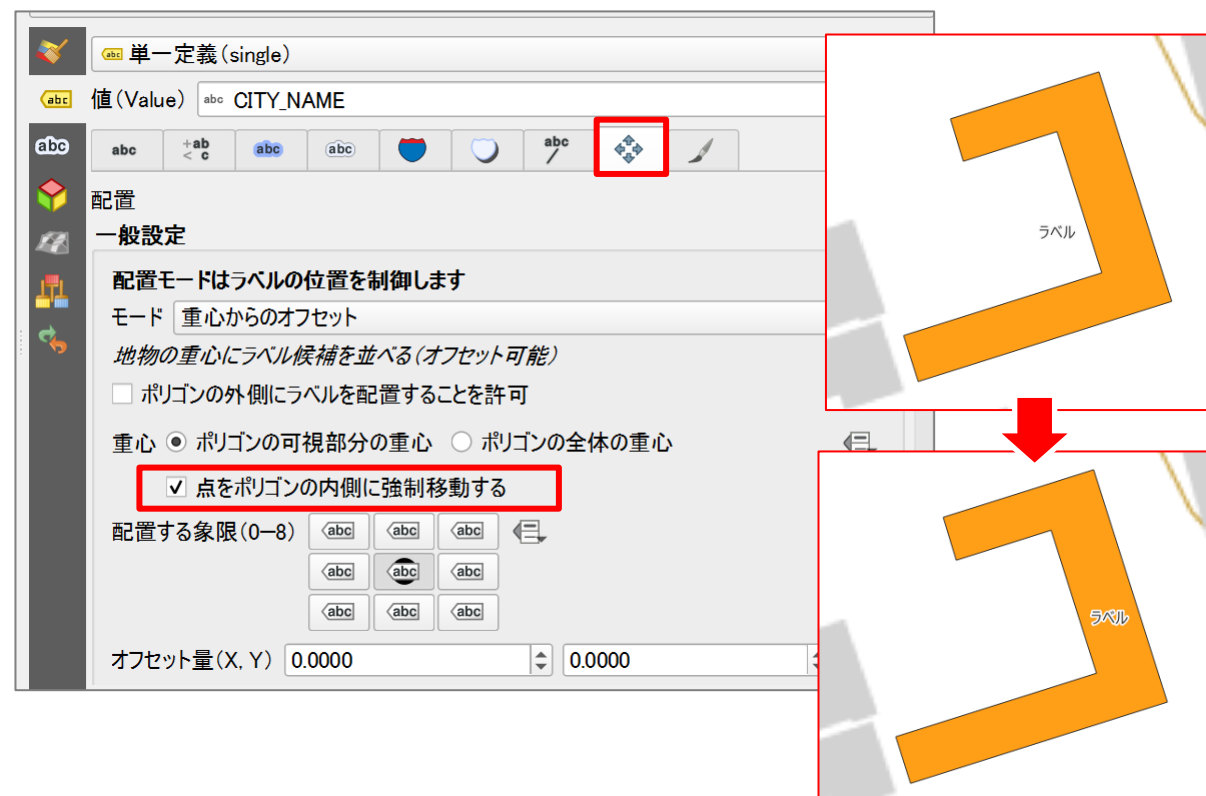 単一定義(single)
値(Value) abc CITY_NAME
abc
abc
abc
+ab
< c
abc
abc
abc
配置
一般設定
配置モードはラベルの位置を制御します
モード 重心からのオフセット
地物の重心にラベル候補を並べる(オフセット可能)
ポリゴンの外側にラベルを配置することを許可
重心 ポリゴンの可視部分の重心 ポリゴンの全体の重心
点をポリゴンの内側に強制移動する
配置する象限(0ー8) abc abc abc
abc abc abc
abc abc abc
オフセット量(X, Y) 0.0000 0.0000
ラベル
ラベル